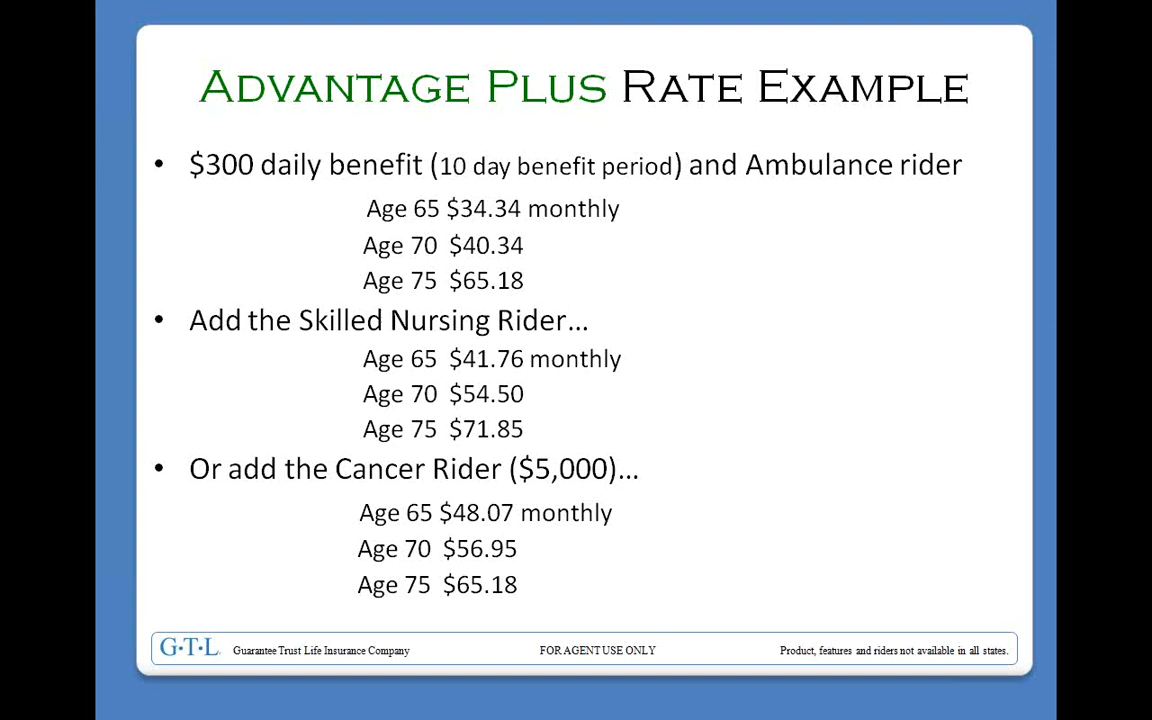 ADVANTAGE PLUS RATE EXAMPLE
• $300 daily benefit (10 day benefit period) and Ambulance rider
Age 65 $34.34 monthly
Age 70 $40.34
Age 75 $65.18
• Add the Skilled Nursing Rider...
Age 65 $41.76 monthly
Age 70 $54.50
Age 75 $71.85
• Or add the Cancer Rider ($5,000)...
Age 65 $48.07 monthly
Age 70 $56.95
Age 75 $65.18
G·T·L. Guarantee Trust Life Insurance Company FOR AGENT USE ONLY Product, features and riders not available in all states.